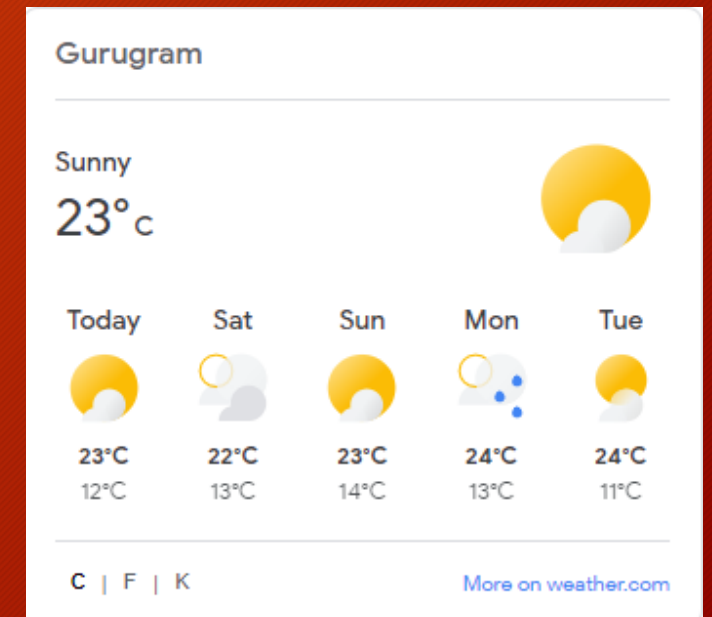 Gurugram
Sunny
23°C
Today Sat Sun Mon Tue
23°C 22°C 23°C 24°C 24°C
12°C 13°C 14°C 13°C 11°C
C | F | K More on weather.com